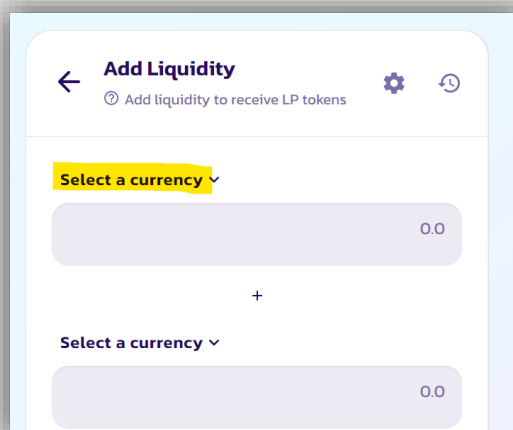 Add Liquidity
Add liquidity to receive LP tokens
Select a currency
0.0
+
Select a currency
0.0